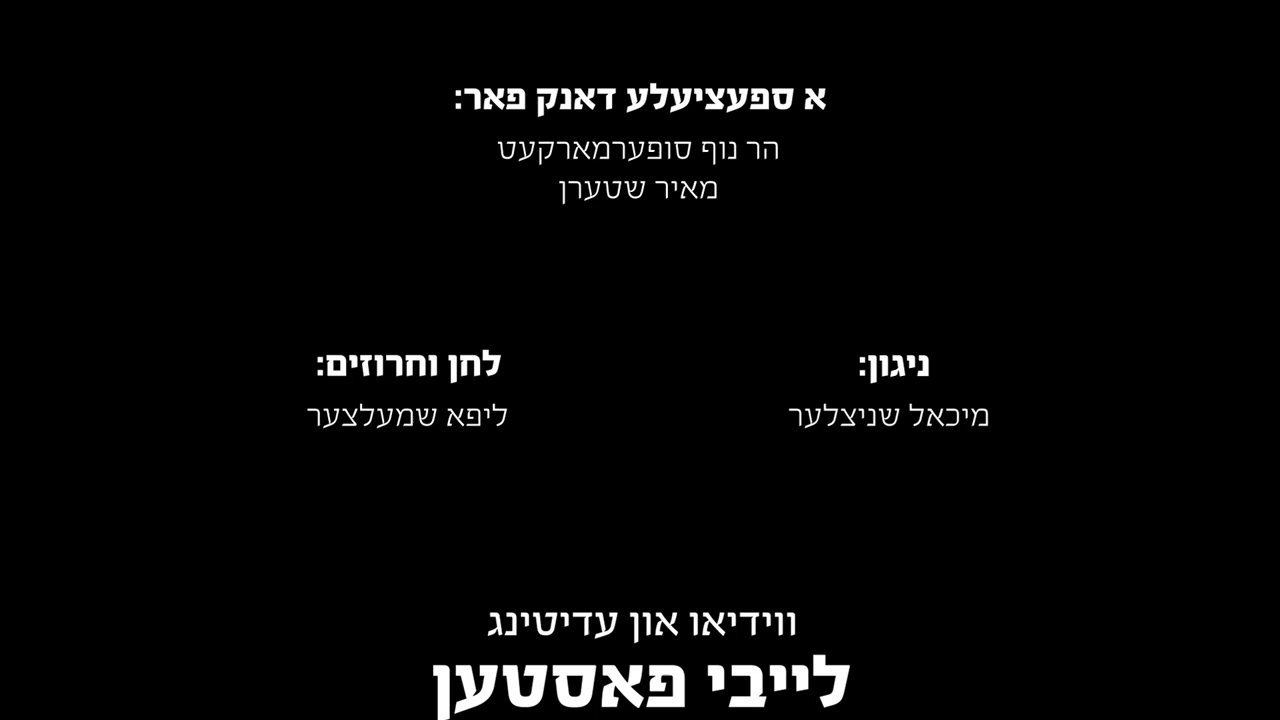 א ספעציעלע דאנק פאר:
הר נוף סופערמארקעט
מאיר שטערן
ניגון:
מיכאל שניצלער
לחן וחרוזים:
ליפא שמעלצער
ווידיאו און עדיטינג
לייבי פאסטען